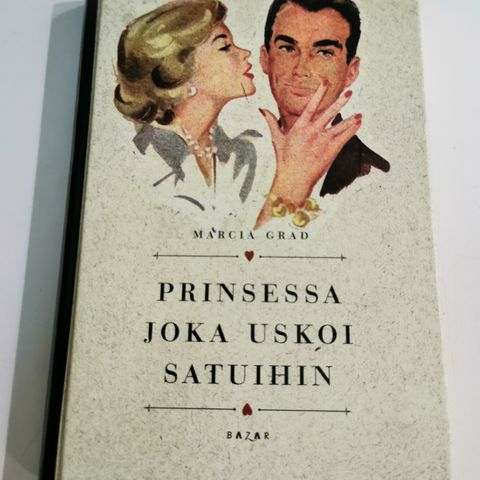 MARCIA GRAD
PRINSESSA
JOKA USKOI
SATUIHIN
BAZAR